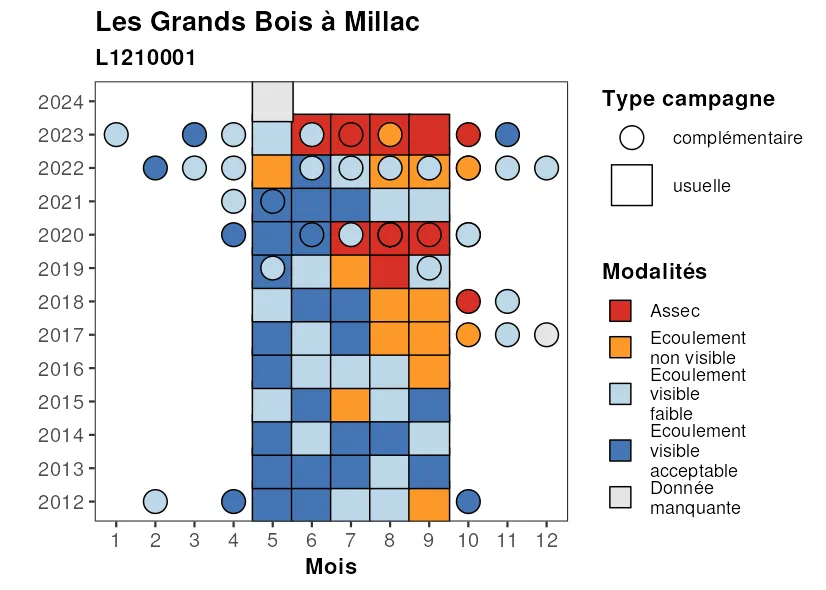 Les Grands Bois à Millac
L1210001
2024
2023
2022
2021
2020
2019
2018
2017
2016
2015
2014
2013
2012
1 2 3 4 5 6 7 8 9 10 11 12
Mois
Type campagne
complémentaire
usuelle
Modalités
Assec
Ecoulement
non visible
Ecoulement
visible
faible
Ecoulement
visible
acceptable
Donnée
manquante